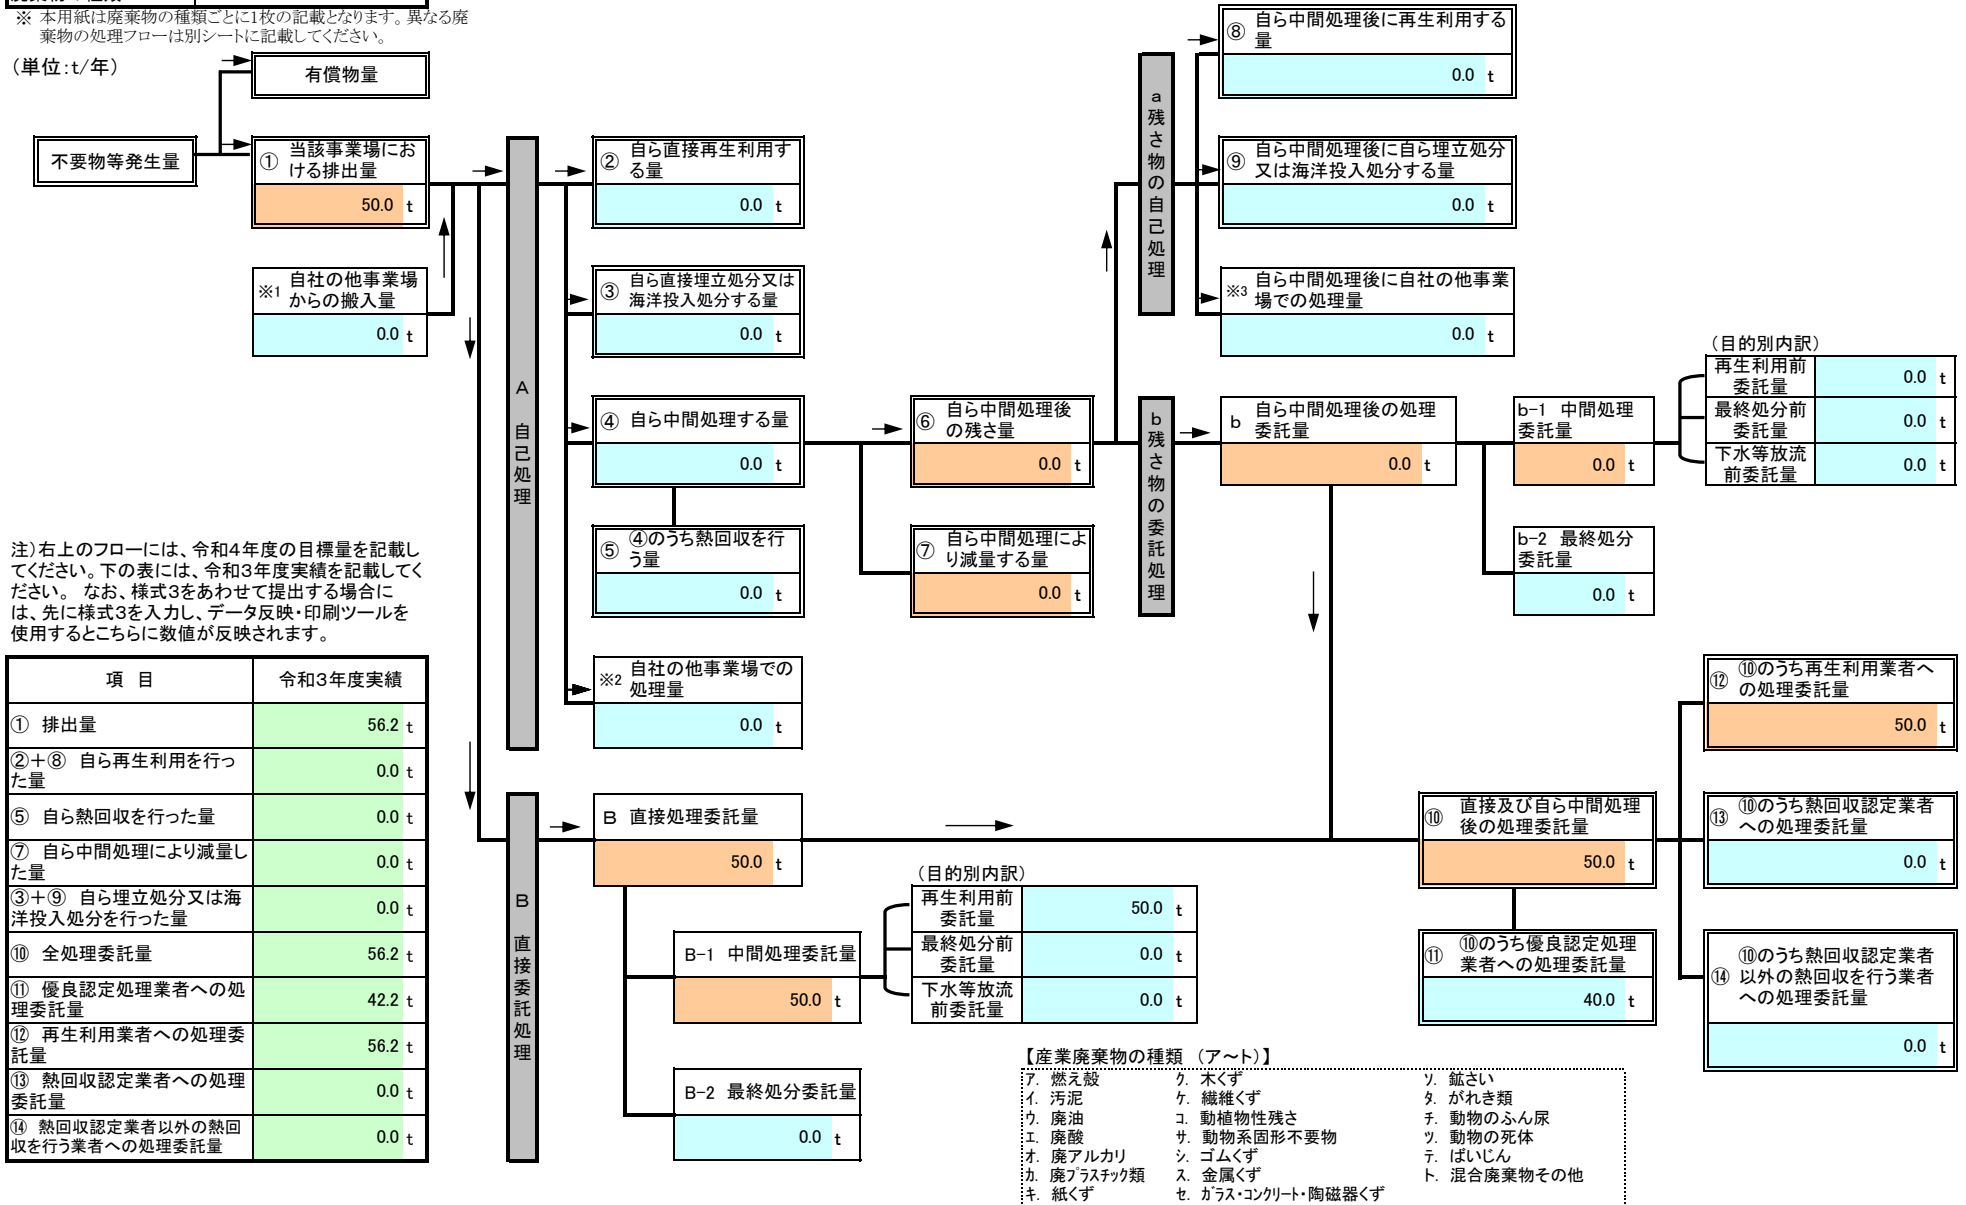 ※ 本用紙は廃棄物の種類ごとに1枚の記載となります。異なる廃
棄物の処理フローは別シートに記載してください。
(単位:t/年)
有償物量
不要物等発生量
① 当該事業場にお
ける排出量
50.0 t
※1 自社の他事業場
からの搬入量
0.0 t
A 自己処理
② 自ら直接再生利用す
る量
0.0 t
③ 自ら直接埋立処分又は
海洋投入処分する量
0.0 t
④ 自ら中間処理する量
0.0 t
⑤ ④のうち熱回収を行
う量
0.0 t
※2 自社の他事業場での
処理量
0.0 t
⑥ 自ら中間処理後
の残さ量
0.0 t
⑦ 自ら中間処理によ
り減量する量
0.0 t
a 残さ物の自己処理
⑧ 自ら中間処理後に再生利用する
量
0.0 t
⑨ 自ら中間処理後に自ら埋立処分
又は海洋投入処分する量
0.0 t
※3 自ら中間処理後に自社の他事業
場での処理量
0.0 t
b 残さ物の委託処理
b 自ら中間処理後の処理
委託量
0.0 t
b-1 中間処理
委託量
0.0 t
b-2 最終処分
委託量
0.0 t
(目的別内訳)
再生利用前
委託量
0.0 t
最終処分前
委託量
0.0 t
下水等放流
前委託量
0.0 t
注)右上のフローには、令和4年度の目標量を記載し
てください。下の表には、令和3年度実績を記載してく
ださい。 なお、様式3をあわせて提出する場合に
は、先に様式3を入力し、データ反映・印刷ツールを
使用するとこちらに数値が反映されます。
項 目 令和3年度実績
① 排出量 56.2 t
②+⑧ 自ら再生利用を行っ
た量
0.0 t
⑤ 自ら熱回収を行った量 0.0 t
⑦ 自ら中間処理により減量し
た量
0.0 t
③+⑨ 自ら埋立処分又は海
洋投入処分を行った量
0.0 t
⑩ 全処理委託量 56.2 t
⑪ 優良認定処理業者への処
理委託量
42.2 t
⑫ 再生利用業者への処理委
託量
56.2 t
⑬ 熱回収認定業者への処理
委託量
0.0 t
⑭ 熱回収認定業者以外の熱回
収を行う業者への処理委託量
0.0 t
B 直接委託処理
B 直接処理委託量
50.0 t
B-1 中間処理委託量
50.0 t
B-2 最終処分委託量
0.0 t
(目的別内訳)
再生利用前
委託量
50.0 t
最終処分前
委託量
0.0 t
下水等放流
前委託量
0.0 t
⑩ 直接及び自ら中間処理
後の処理委託量
50.0 t
⑪ ⑩のうち優良認定処理
業者への処理委託量
40.0 t
⑫ ⑩のうち再生利用業者へ
の処理委託量
50.0 t
⑬ ⑩のうち熱回収認定業者
への処理委託量
0.0 t
⑭ ⑩のうち熱回収認定業者
以外の熱回収を行う業者
への処理委託量
0.0 t
【産業廃棄物の種類 (ア~ト)】
ア. 燃え殻 ク. 木くず ソ. 鉱さい
イ. 汚泥 ケ. 繊維くず タ. がれき類
ウ. 廃油 コ. 動植物性残さ チ. 動物のふん尿
エ. 廃酸 サ. 動物系固形不要物 ツ. 動物の死体
オ. 廃アルカリ シ. ゴムくず テ. ばいじん
カ. 廃プラスチック類 ス. 金属くず ト. 混合廃棄物その他
キ. 紙くず セ. ガラス・コンクリート・陶磁器くず